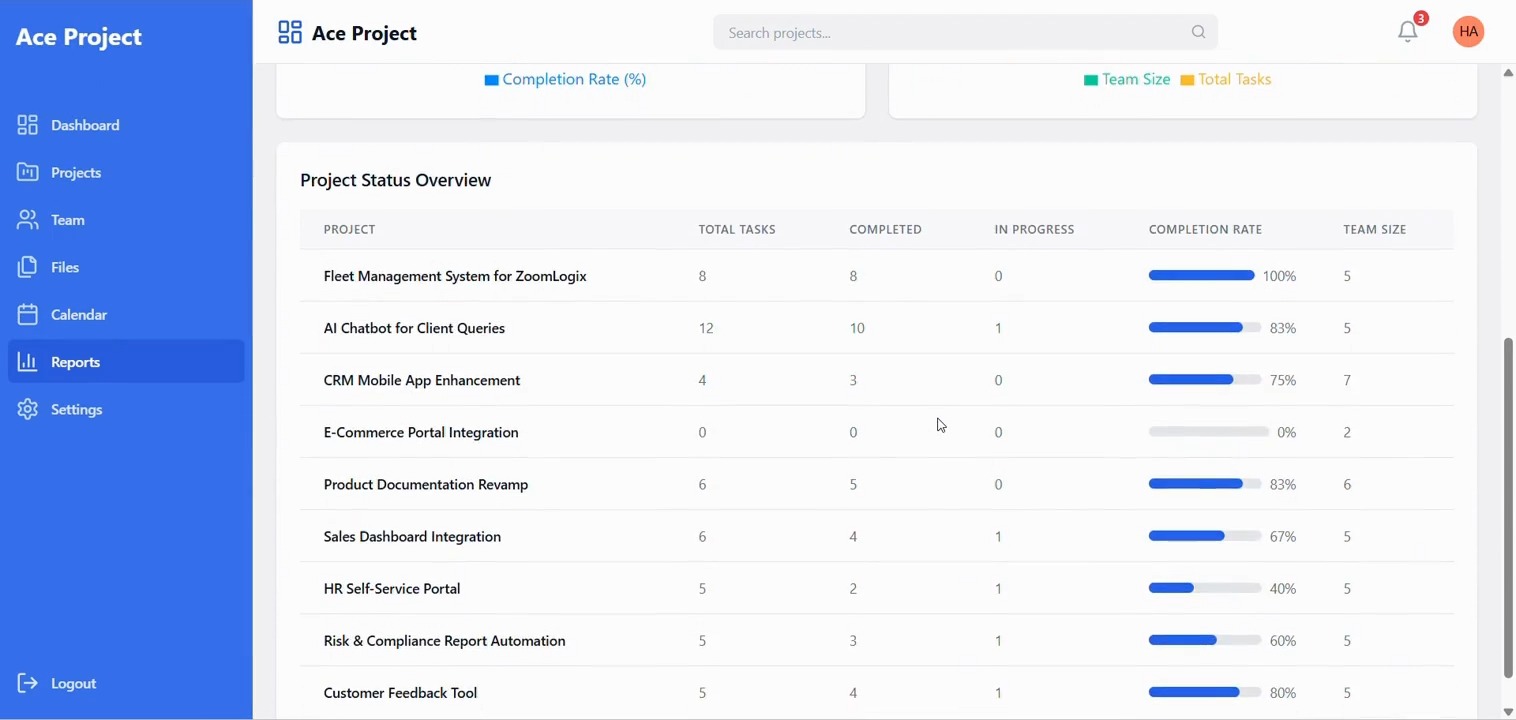 Ace Project
Dashboard
Projects
Team
Files
Calendar
Reports
Settings
Logout
Ace Project
Search projects...
3
HA
Completion Rate (%)
Team Size Total Tasks
Project Status Overview
PROJECT TOTAL TASKS COMPLETED IN PROGRESS COMPLETION RATE TEAM SIZE
Fleet Management System for ZoomLogix 8 8 0 100% 5
AI Chatbot for Client Queries 12 10 1 83% 5
CRM Mobile App Enhancement 4 3 0 75% 7
E-Commerce Portal Integration 0 0 0 0% 2
Product Documentation Revamp 6 5 0 83% 6
Sales Dashboard Integration 6 4 1 67% 5
HR Self-Service Portal 5 2 1 40% 5
Risk & Compliance Report Automation 5 3 1 60% 5
Customer Feedback Tool 5 4 1 80% 5